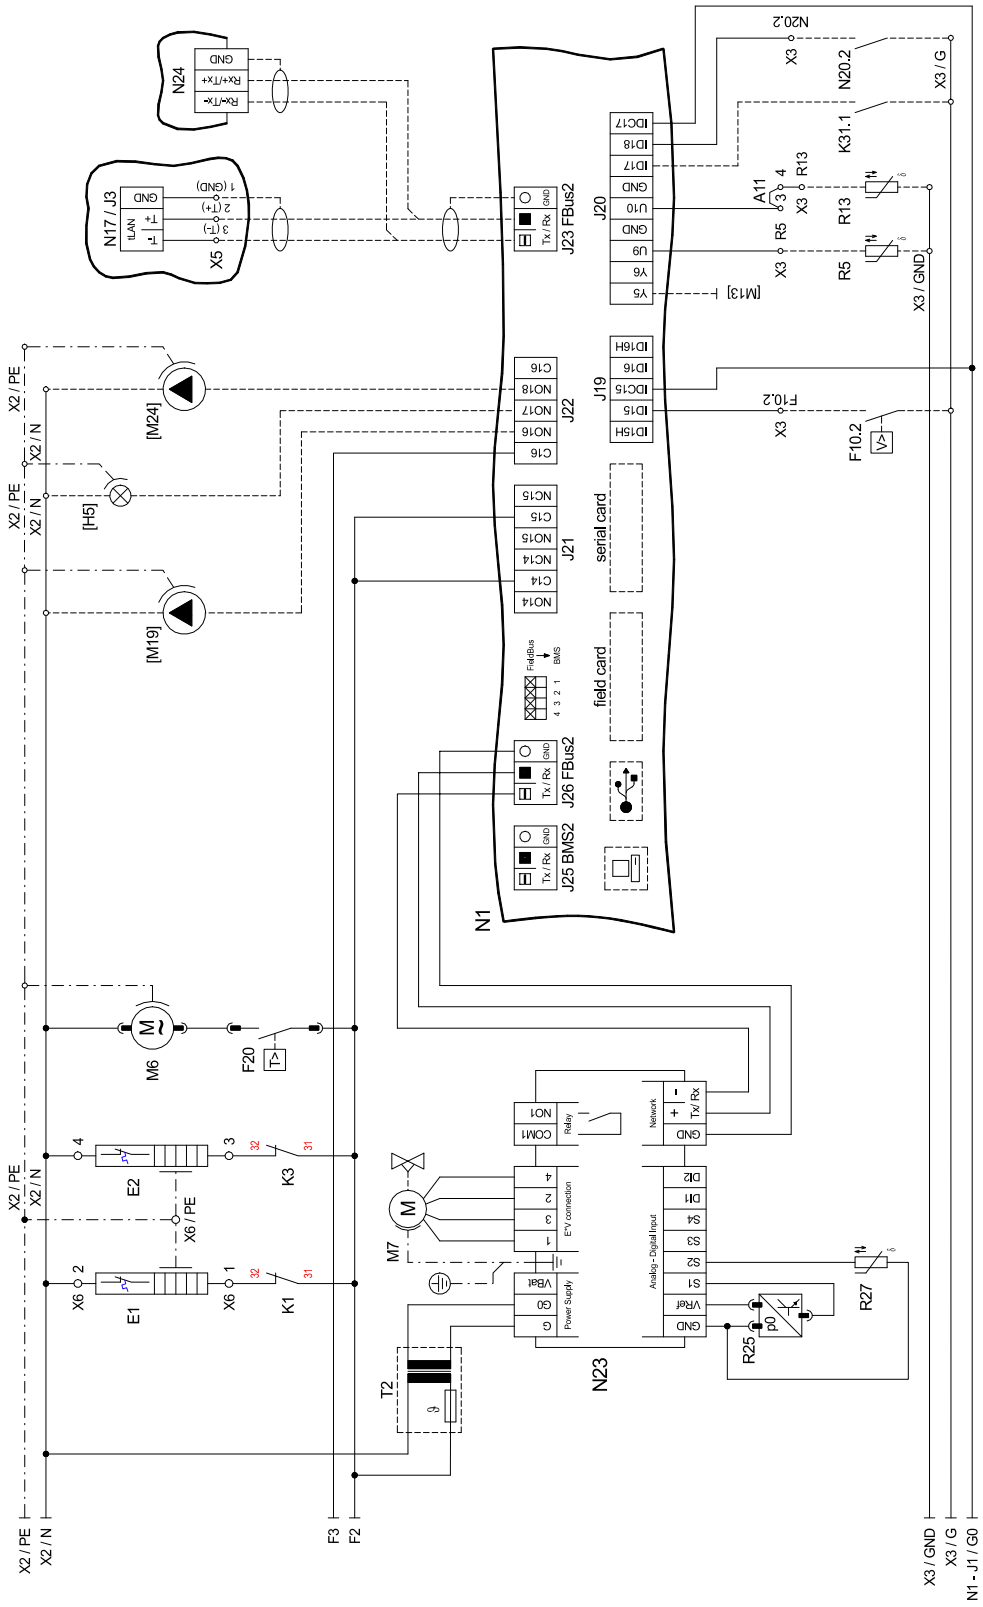 N24
GND
Rx+/Tx+
Rx-/Tx-
N17 / J3
tLAN
GND
T+
T-
1 (GND)
2 (T+)
3 (T-)
X5
X2 / PE
X2 / N
[M24]
X2 / PE
X2 / N
[H5]
[M19]
M6
M
~
F20
T>
X2 / PE
X2 / N
4
E2
3
32
31
K3
X6 / PE
X6
2
E1
X6
1
32
31
K1
T2
ϑ
X2 / PE
X2 / N
F3
F2
N1
GND
Tx / Rx
J23 FBus2
C16
NO18
NO17
NO16
C16
J22
NC15
C15
NO15
NC14
C14
NO14
J21
FieldBus
BMS
4 3 2 1
GND
Tx / Rx
J26 FBus2
GND
Tx / Rx
J25 BMS2
IDC17
ID18
ID17
GND
U10
GND
U9
Y6
Y5
J20
ID16H
ID16
IDC15
ID15
ID15H
J19
serial card
field card
N20.2
X3
N20.2
X3 / G
K31.1
A11
4
3
R13
X3
R5
R13
δ
X3
R5
δ
X3 / GND
[M13]
F10.2
X3
F10.2
V>
M7
M
N23
NO1
COM1
Relay
4
2
3
1
E*V connection
VBat
G0
G
Power Supply
Network
-
+
Tx/ Rx
GND
DI2
DI1
S4
S3
S2
S1
VRef
GND
Analog - Digital Input
R25
p0
R27
δ
X3 / GND
X3 / G
N1 - J1 / G0